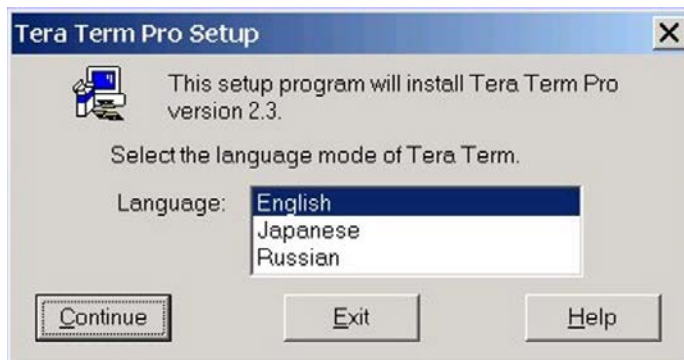 Tera Term Pro Setup
This setup program will install Tera Term Pro
version 2.3.
Select the language mode of Tera Term.
Language:
English
Japanese
Russian
Continue
Exit
Help